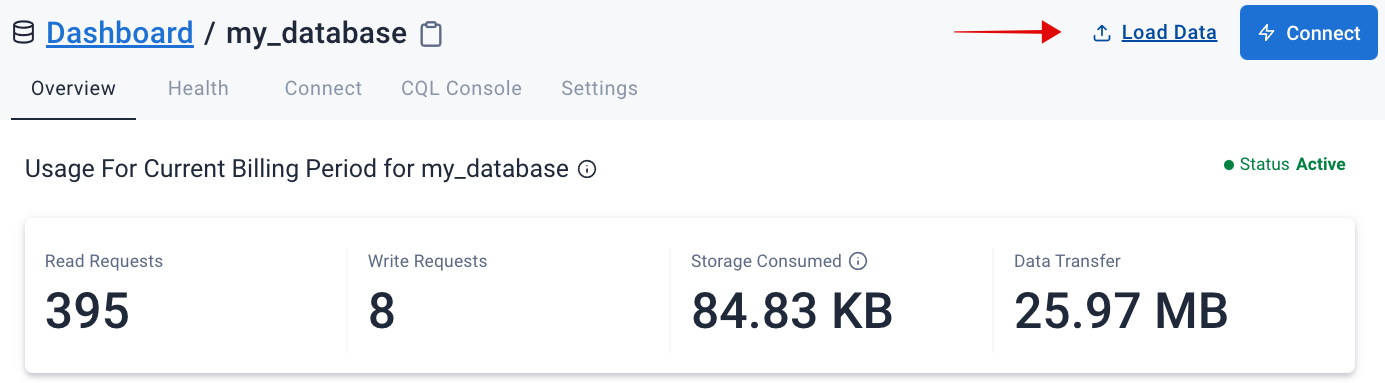 Dashboard / my_database
Load Data
Connect
Overview Health Connect CQL Console Settings
Usage For Current Billing Period for my_database
Status Active
Read Requests
395
Write Requests
8
Storage Consumed
84.83 KB
Data Transfer
25.97 MB